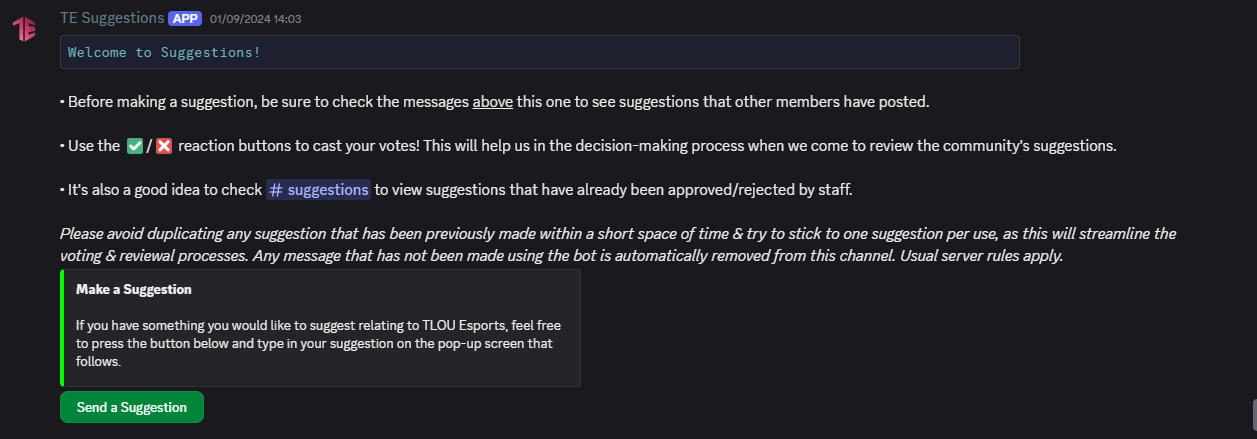 TE Suggestions APP 01/09/2024 14:03
Welcome to Suggestions!
• Before making a suggestion, be sure to check the messages above this one to see suggestions that other members have posted.
• Use the ✅/❌ reaction buttons to cast your votes! This will help us in the decision-making process when we come to review the community's suggestions.
• It's also a good idea to check # suggestions to view suggestions that have already been approved/rejected by staff.
Please avoid duplicating any suggestion that has been previously made within a short space of time & try to stick to one suggestion per use, as this will streamline the
voting & reviewal processes. Any message that has not been made using the bot is automatically removed from this channel. Usual server rules apply.
Make a Suggestion
If you have something you would like to suggest relating to TLOU Esports, feel free
to press the button below and type in your suggestion on the pop-up screen that
follows.
Send a Suggestion